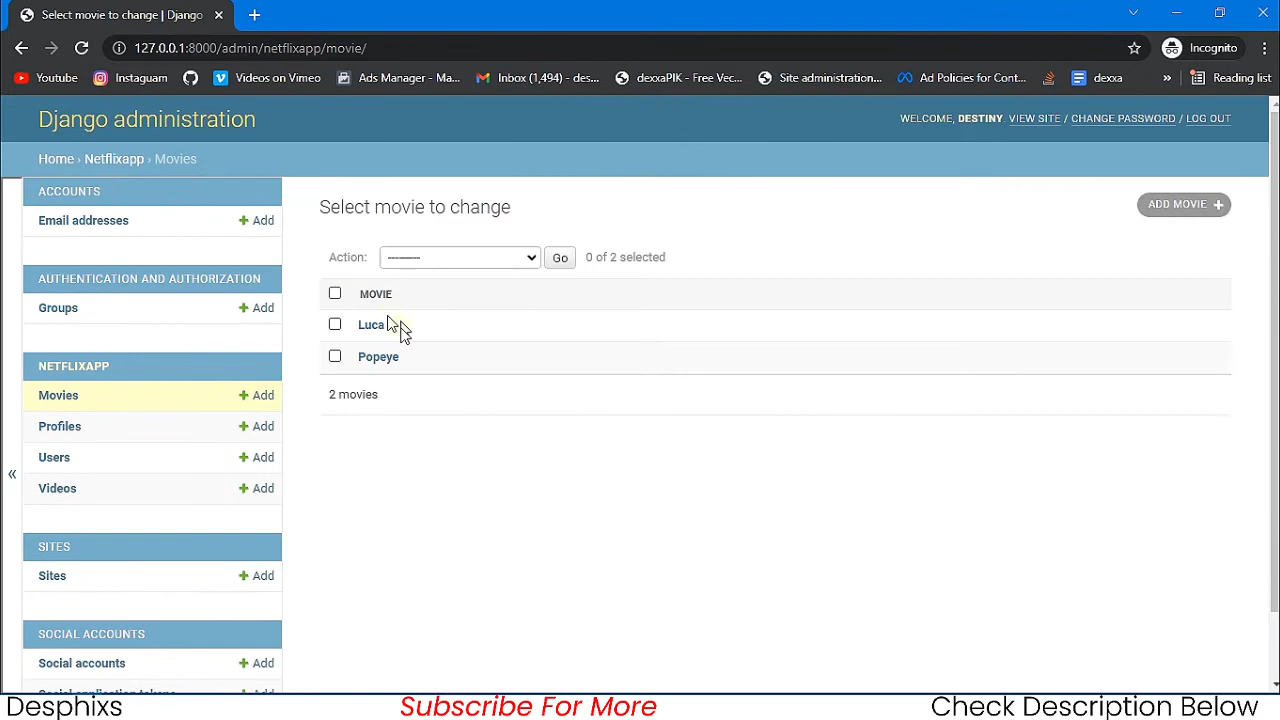 Select movie to change | Django
127.0.0.1:8000/admin/netflixapp/movie/
Incognito
Youtube Instaguam Videos on Vimeo Ads Manager - Ma... Inbox (1,494) - des... dexxaPIK - Free Vec... Site administration... Ad Policies for Cont... dexxa » Reading list
Django administration
WELCOME, DESTINY. VIEW SITE / CHANGE PASSWORD / LOG OUT
Home › Netflixapp › Movies
ACCOUNTS
Email addresses + Add
AUTHENTICATION AND AUTHORIZATION
Groups + Add
NETFLIXAPP
Movies + Add
Profiles + Add
Users + Add
Videos + Add
SITES
Sites + Add
SOCIAL ACCOUNTS
Social accounts + Add
«
Select movie to change
ADD MOVIE +
Action: --------- Go 0 of 2 selected
MOVIE
Luca
Popeye
2 movies
Desphixs
Subscribe For More
Check Description Below